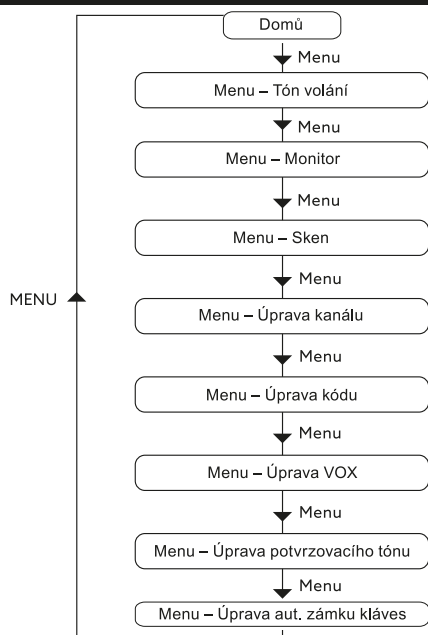 Domů
Menu
Menu – Tón volání
Menu
Menu – Monitor
Menu
Menu – Sken
Menu
MENU
Menu – Úprava kanálu
Menu
Menu – Úprava kódu
Menu
Menu – Úprava VOX
Menu
Menu – Úprava potvrzovacího tónu
Menu
Menu – Úprava aut. zámku kláves